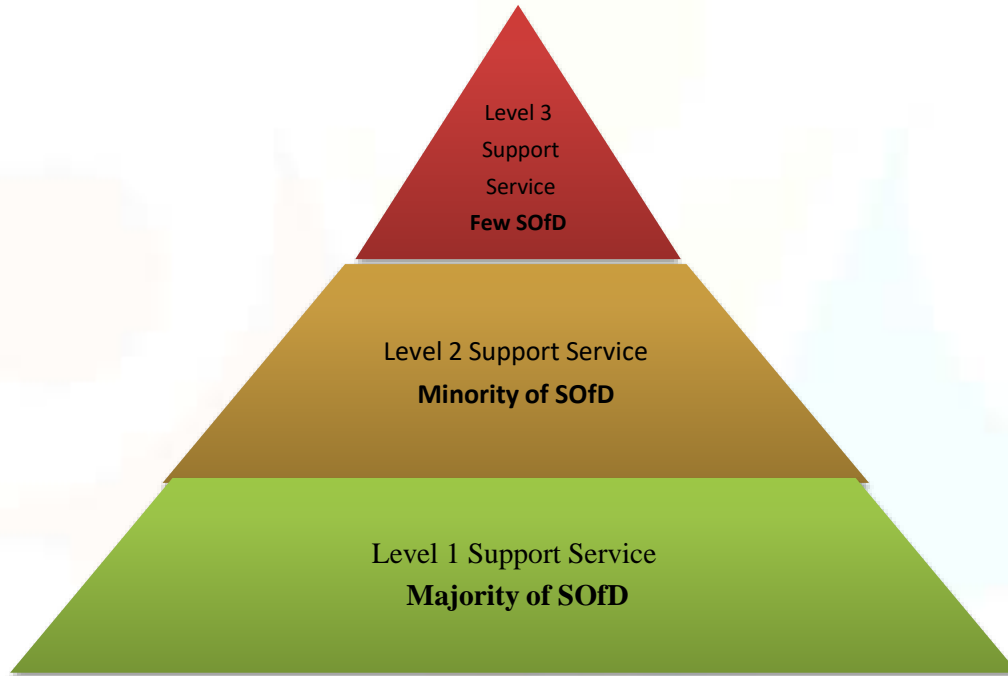 Level 3
Support
Service
Few SOfD
Level 2 Support Service
Minority of SOfD
Level 1 Support Service
Majority of SOfD